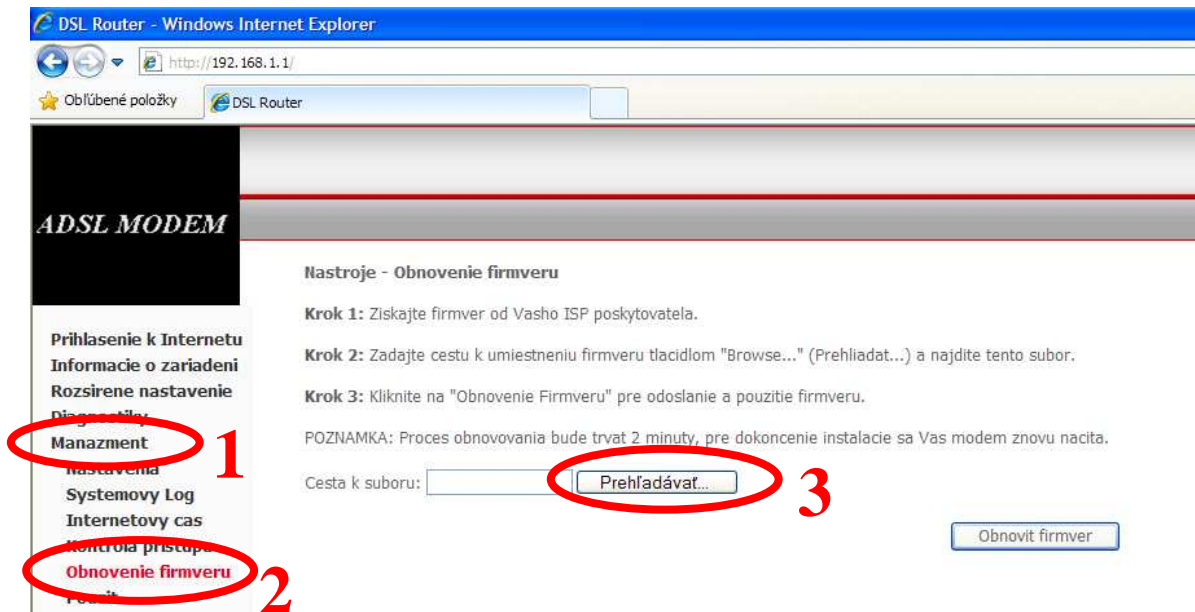 DSL Router - Windows Internet Explorer
http://192.168.1.1/
Obľúbené položky
DSL Router
ADSL MODEM
Nastroje - Obnovenie firmveru
Krok 1: Ziskajte firmver od Vasho ISP poskytovatela.
Krok 2: Zadajte cestu k umiestneniu firmveru tlacidlom "Browse..." (Prehliadat...) a najdite tento subor.
Krok 3: Kliknite na "Obnovenie Firmveru" pre odoslanie a pouzitie firmveru.
POZNAMKA: Proces obnovovania bude trvat 2 minuty, pre dokoncenie instalacie sa Vas modem znovu nacita.
Cesta k suboru:
Prehľadávať...
3
Obnovit firmver
Prihlasenie k Internetu
Informacie o zariadeni
Rozsirene nastavenie
Diagnostiky
Manazment
1
Nastavenia
Systemovy Log
Internetovy cas
Kontrola pristupu
Obnovenie firmveru
2